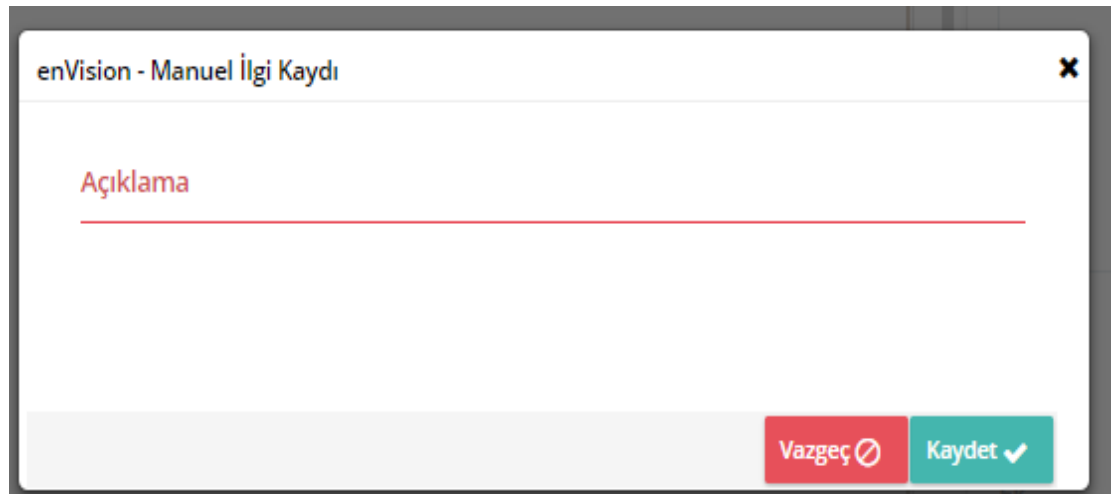 enVision - Manuel İlgi Kaydı
Açıklama
Vazgeç
Kaydet